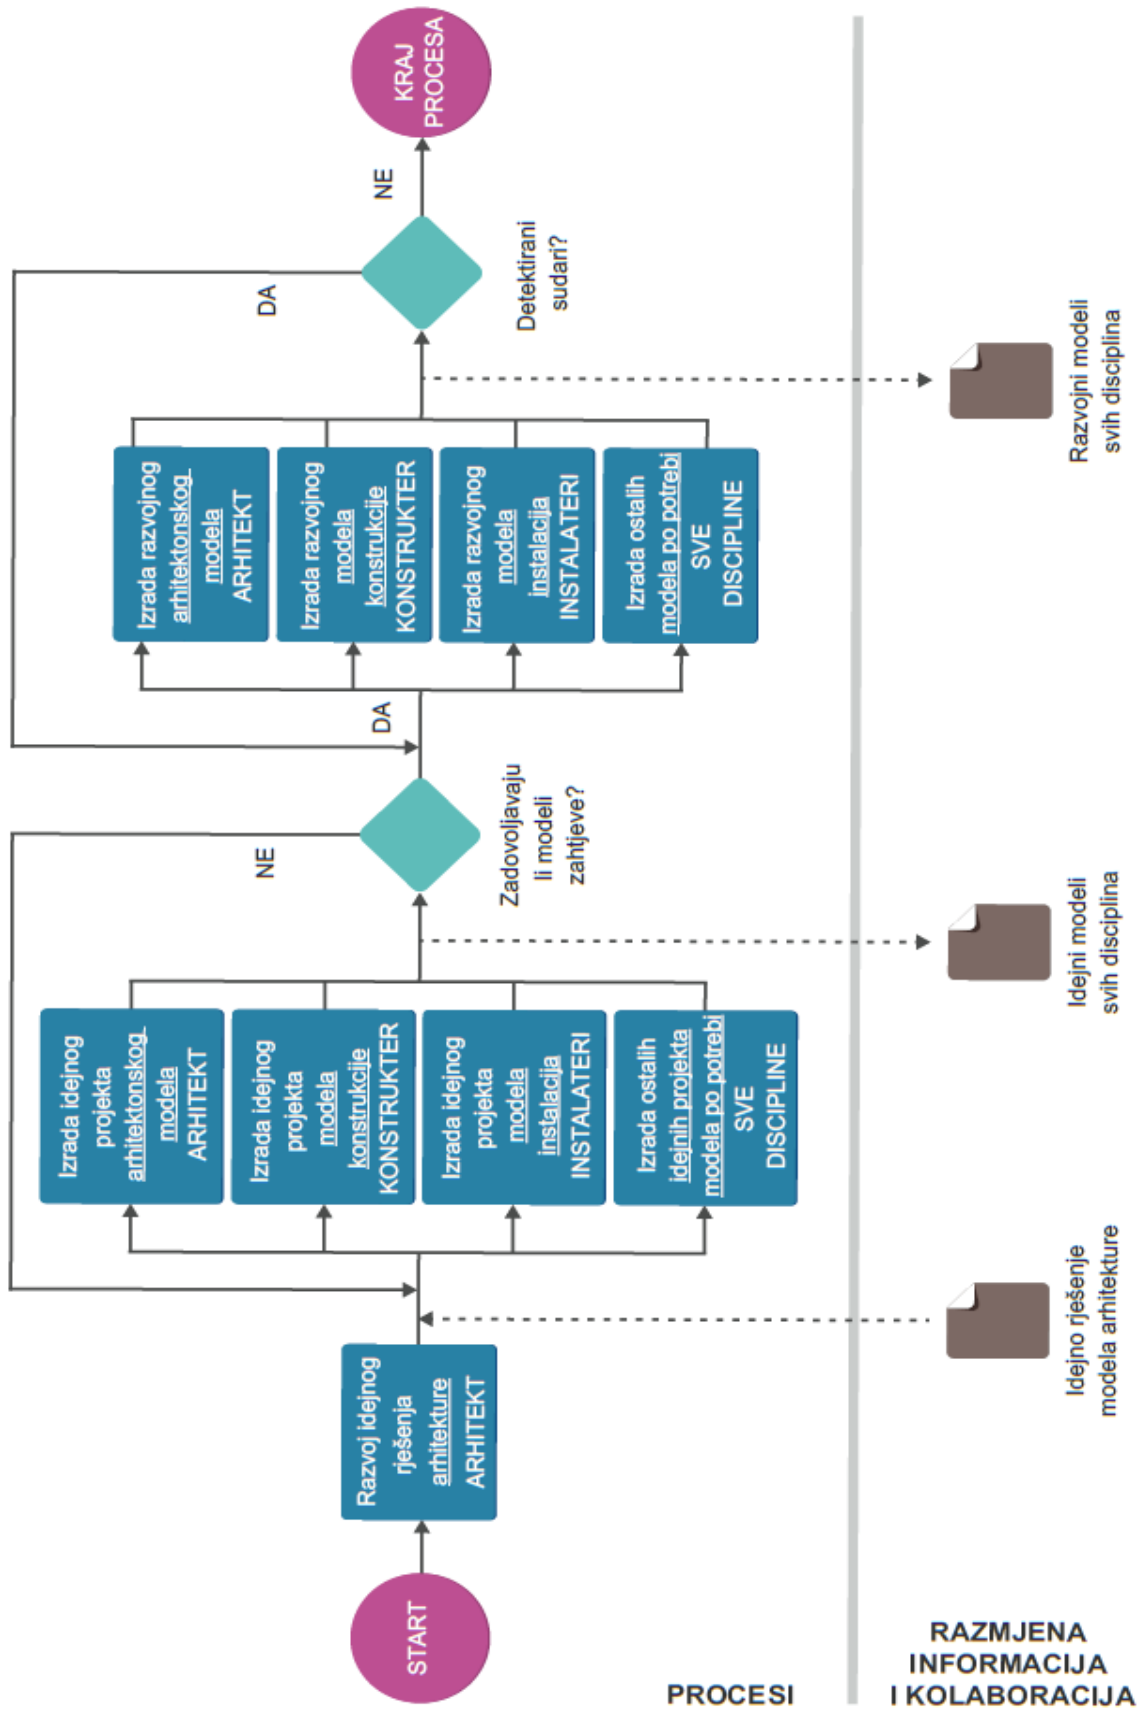 START
Razvoj idejnog
rješenja
arhitekture
ARHITEKT
Izrada idejnog
projekta
arhitektonskog
modela
ARHITEKT
Izrada idejnog
projekta
modela
konstrukcije
KONSTRUKTER
Izrada idejnog
projekta
modela
instalacija
INSTALATERI
Izrada ostalih
idejnih projekta
modela po potrebi
SVE
DISCIPLINE
NE
Zadovoljavaju
li modeli
zahtjeve?
DA
Izrada razvojnog
arhitektonskog
modela
ARHITEKT
Izrada razvojnog
modela
konstrukcije
KONSTRUKTER
Izrada razvojnog
modela
instalacija
INSTALATERI
Izrada ostalih
modela po potrebi
SVE
DISCIPLINE
DA
Detektirani
sudari?
NE
KRAJ
PROCESA
PROCESI
RAZMJENA
INFORMACIJA
I KOLABORACIJA
Idejno rješenje
modela arhitekture
Idejni modeli
svih disciplina
Razvojni modeli
svih disciplina